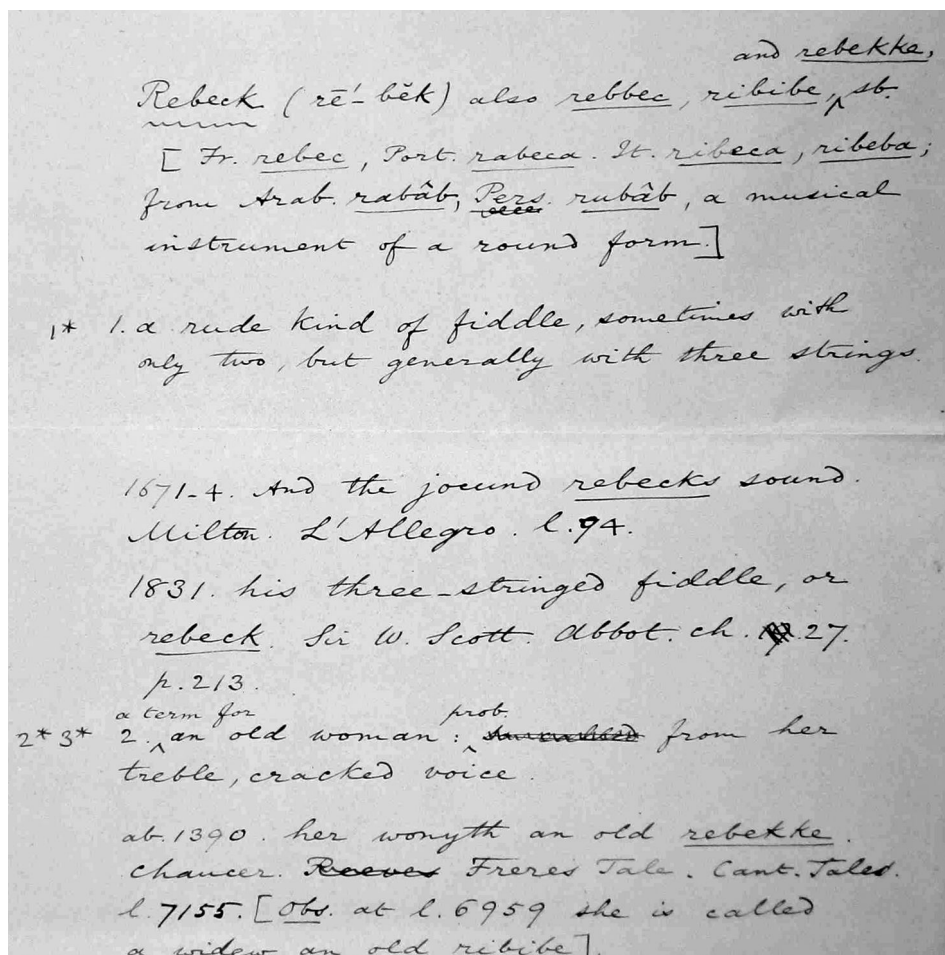 and rebekke,
Rebeck (rē'-bĕk) also rebbec, ribibe, ^ sb.
[Fr. rebec, Port. rabeca. It. ribeca, ribeba;
from Arab. rabâb, Pers. rubâb, a musical
instrument of a round form.]
1* 1. a rude kind of fiddle, sometimes with
only two, but generally with three strings.
1671-4. And the jocund rebecks sound.
Milton. L'Allegro. l.94.
1831. his three-stringed fiddle, or
rebeck. Sir W. Scott. Abbot. ch. 27.
p.213.
a term for prob.
2* 3* 2. ^ an old woman: ^ from her
treble, cracked voice.
ab. 1390. her wonyth an old rebekke.
Chaucer. Reeves Freres Tale. Cant. Tales.
l.7155. [Obs. at l.6959 she is called
a widew an old ribibe].